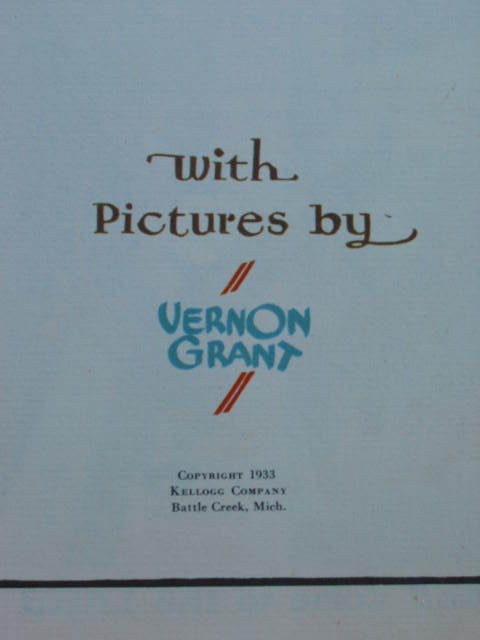 with
Pictures by
VERNON
GRANT
COPYRIGHT 1933
KELLOGG COMPANY
Battle Creek, Mich.